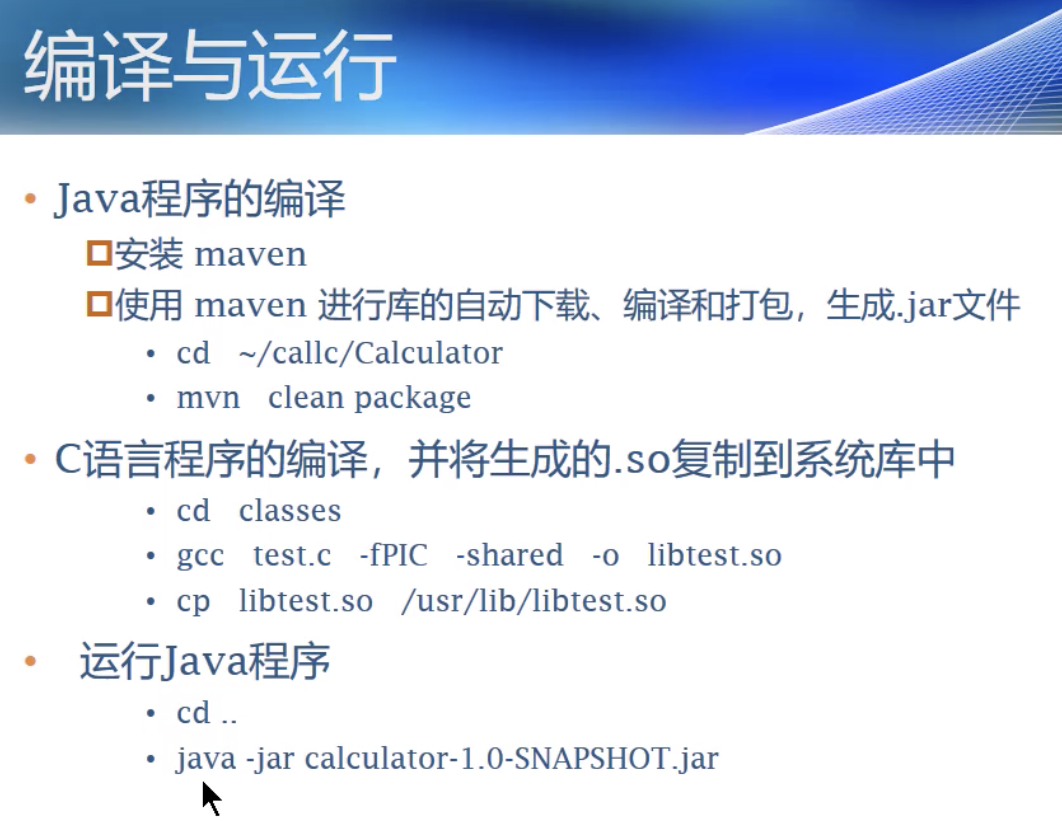 编译与运行
Java程序的编译
安装 maven
使用 maven 进行库的自动下载、编译和打包，生成.jar文件
cd ~/callc/Calculator
mvn clean package
C语言程序的编译，并将生成的.so复制到系统库中
cd classes
gcc test.c -fPIC -shared -o libtest.so
cp libtest.so /usr/lib/libtest.so
运行Java程序
cd ..
java -jar calculator-1.0-SNAPSHOT.jar